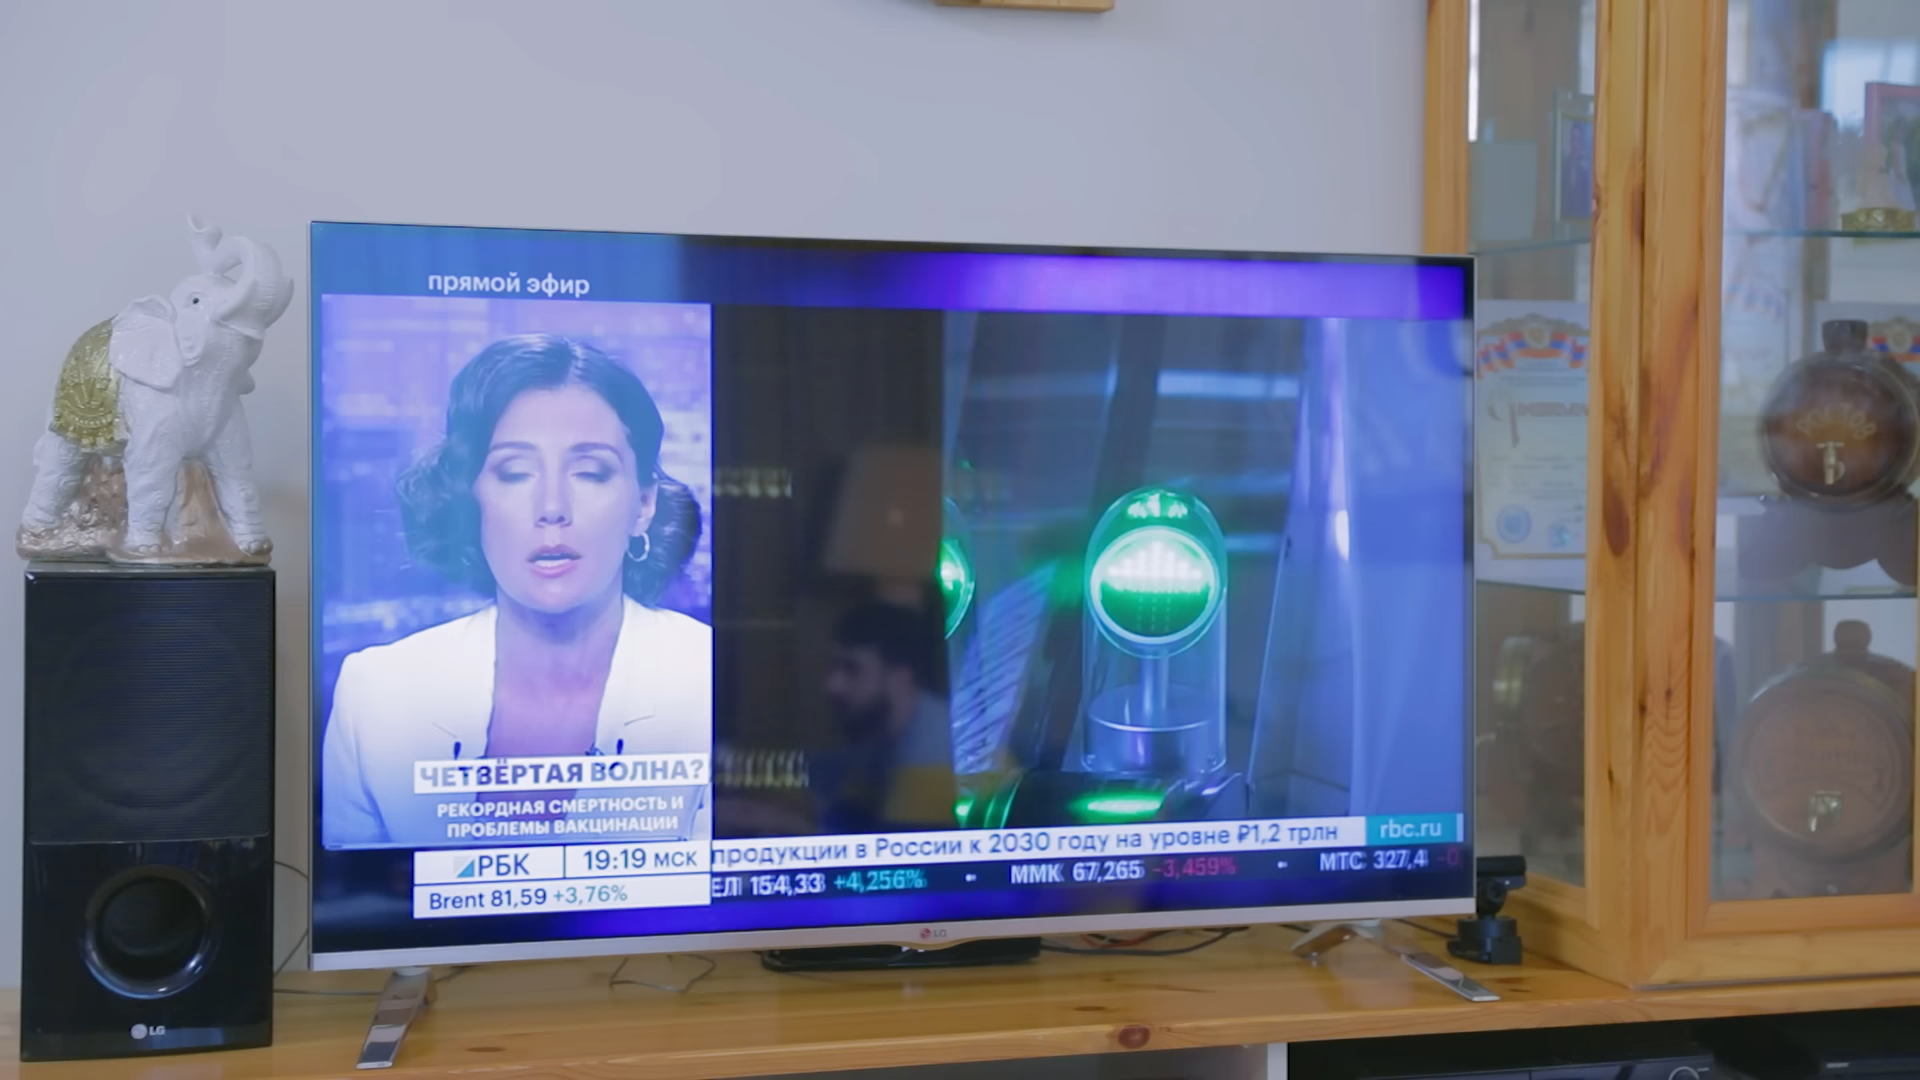 прямой эфир
ЧЕТВЁРТАЯ ВОЛНА?
РЕКОРДНАЯ СМЕРТНОСТЬ И
ПРОБЛЕМЫ ВАКЦИНАЦИИ
РБК 19:19 МСК
Brent 81,59 +3,76%
продукции в России к 2030 году на уровне ₽1,2 трлн rbc.ru
ЕЛ 154,33 +4,256% ММК 67,265 -3,459% МТС 327,4
LG
LG